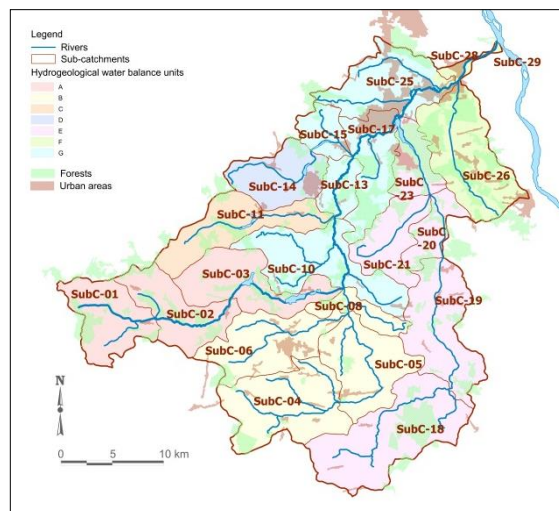 Legend
Rivers
Sub-catchments
Hydrogeological water balance units
A
B
C
D
E
F
G
Forests
Urban areas
SubC-28
SubC-29
SubC-25
SubC-17
SubC-15
SubC-26
SubC-14
SubC-13
SubC
23
SubC-11
SubC
20
SubC-03
SubC-10
SubC-21
SubC-01
SubC-02
SubC-08
SubC-19
SubC-06
SubC-05
SubC-04
SubC-18
N
0 5 10 km